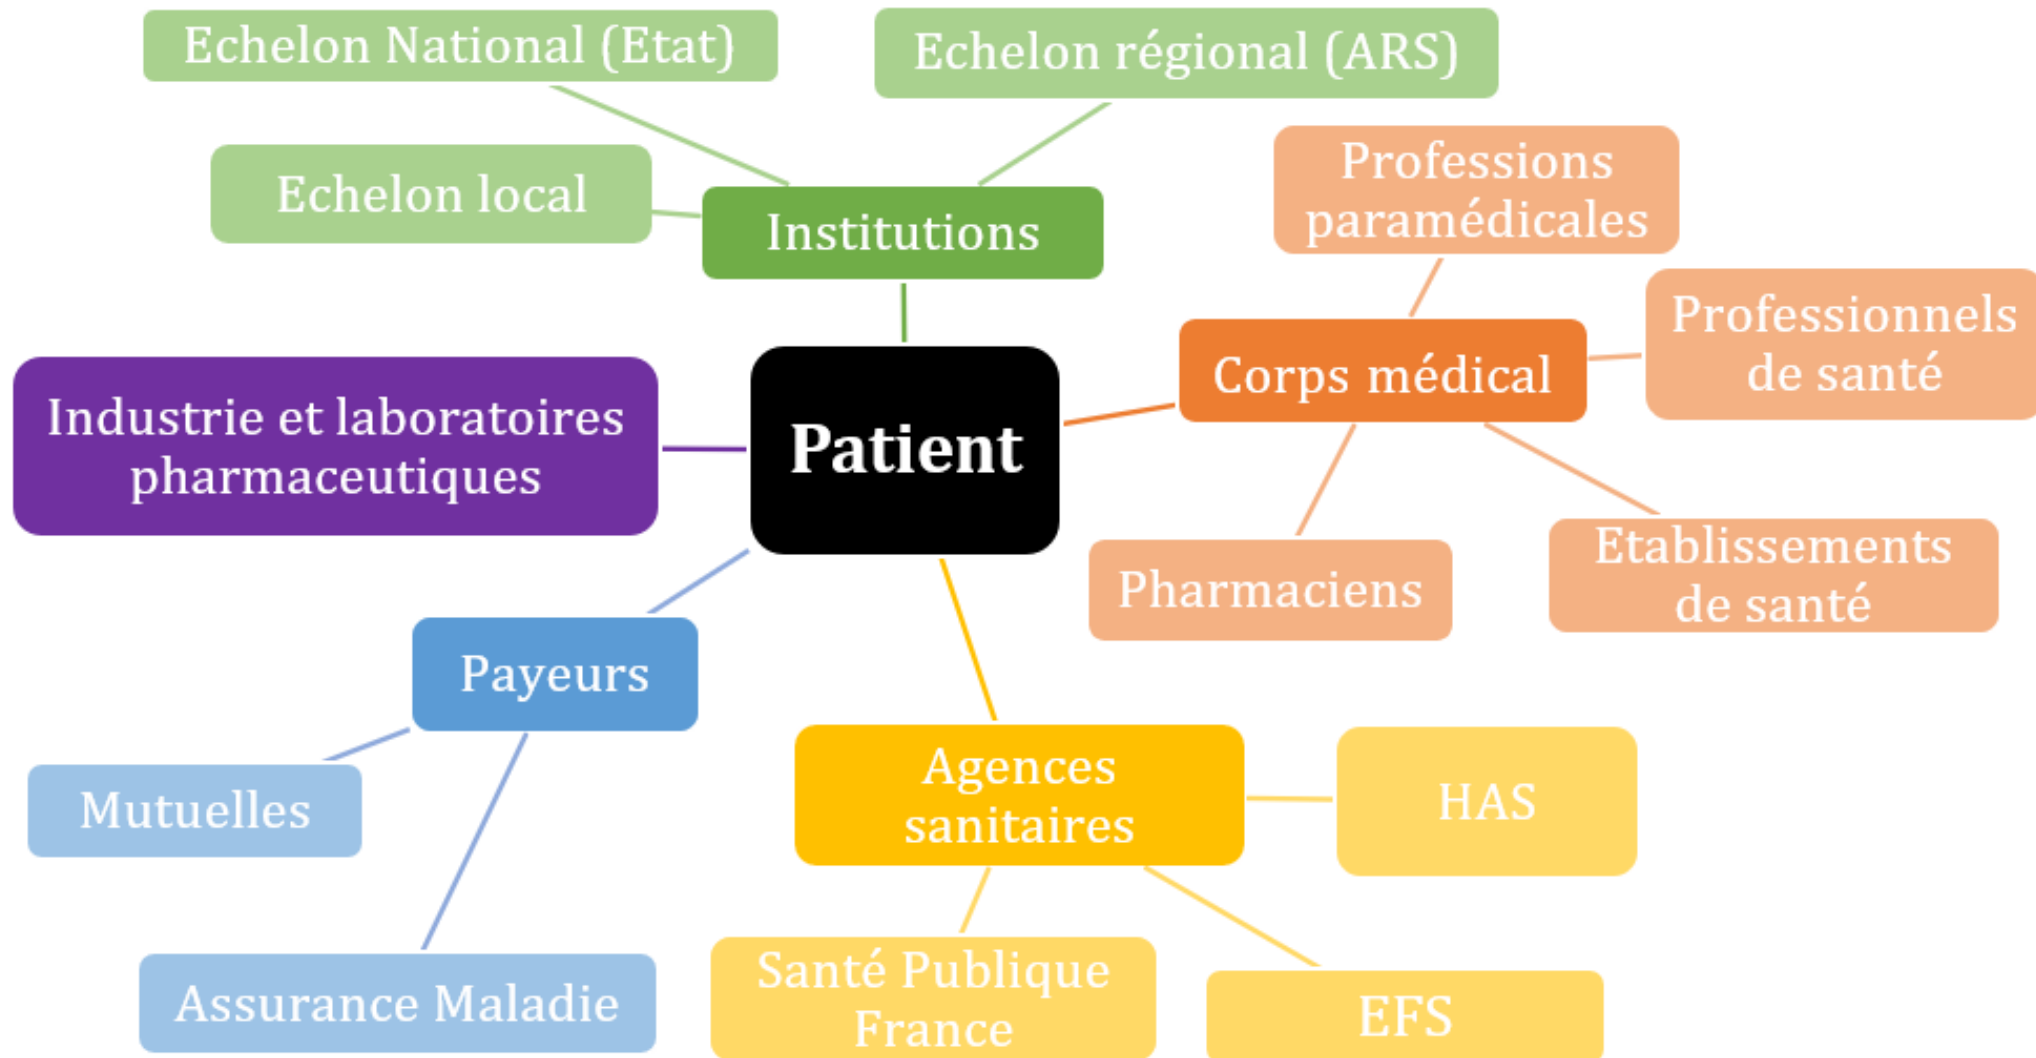 Echelon National (Etat)
Echelon régional (ARS)
Echelon local
Institutions
Professions
paramédicales
Professionnels
de santé
Corps médical
Industrie et laboratoires
pharmaceutiques
Patient
Pharmaciens
Etablissements
de santé
Payeurs
Mutuelles
Assurance Maladie
Agences
sanitaires
HAS
Santé Publique
France
EFS